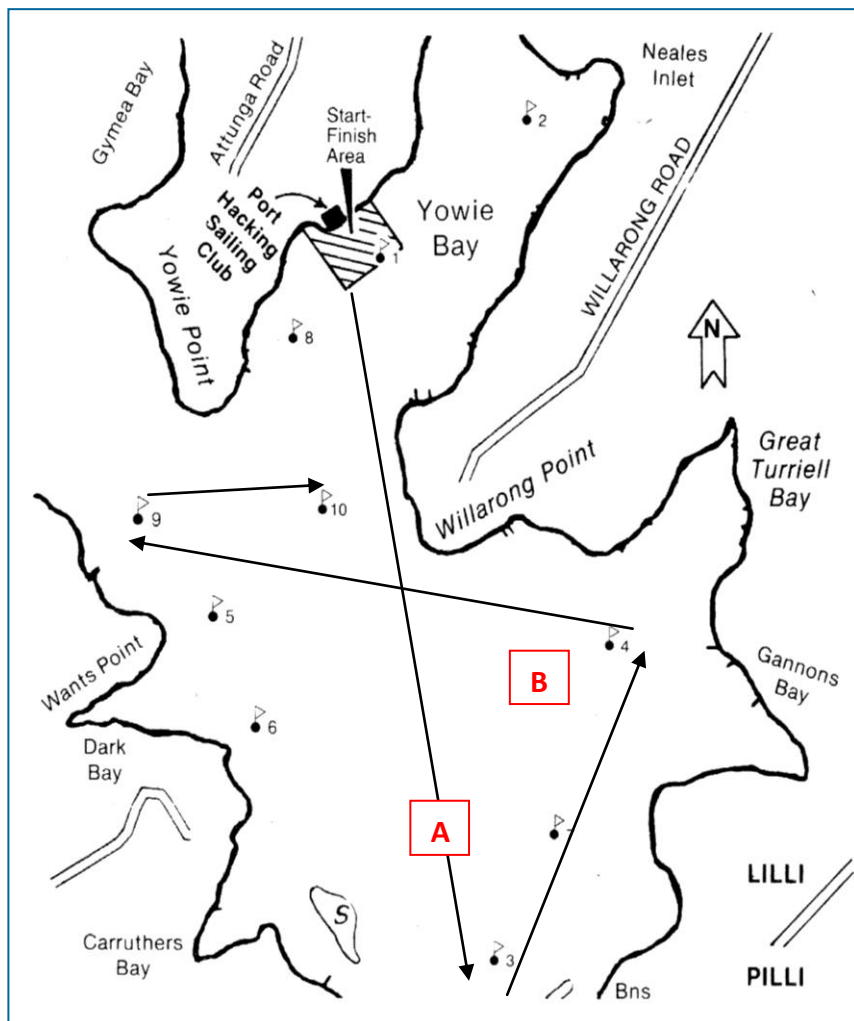 Gymea Bay
Attunga Road
Start-
Finish
Area
Neales
Inlet
2
Port
Hacking
Sailing
Club
Yowie
Bay
WILLARONG ROAD
1
Yowie Point
8
N
Great
Turriell
Bay
Willarong Point
9
10
5
4
Wants Point
B
Gannons
Bay
6
Dark
Bay
A
LILLI
S
Carruthers
Bay
3
Bns
PILLI